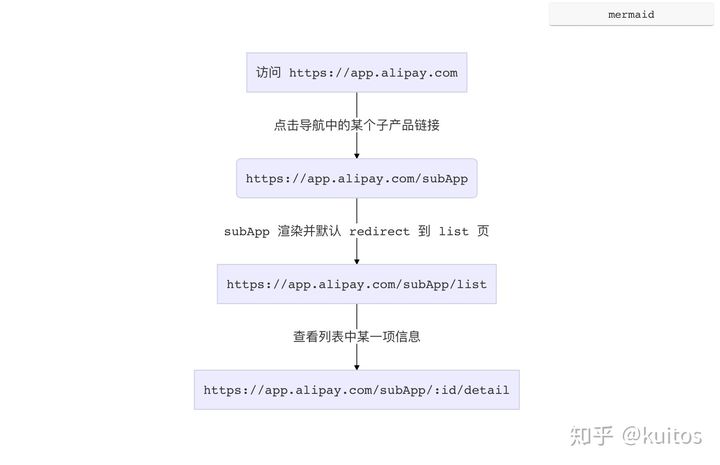 mermaid
访问 https://app.alipay.com
点击导航中的某个子产品链接
https://app.alipay.com/subApp
subApp 渲染并默认 redirect 到 list 页
https://app.alipay.com/subApp/list
查看列表中某一项信息
https://app.alipay.com/subApp/:id/detail
知乎 @kuitos